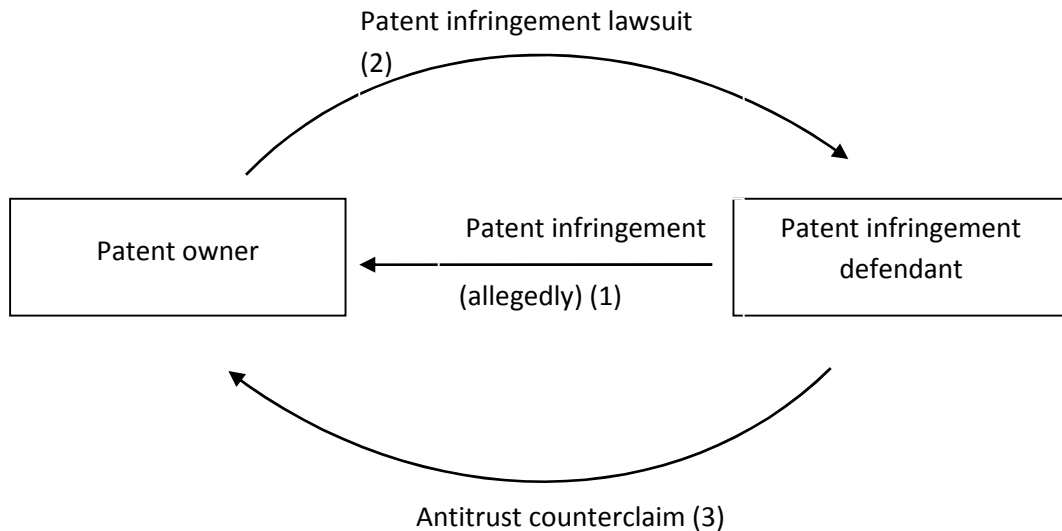 Patent infringement lawsuit
(2)
Patent owner
Patent infringement
(allegedly) (1)
Patent infringement
defendant
Antitrust counterclaim (3)